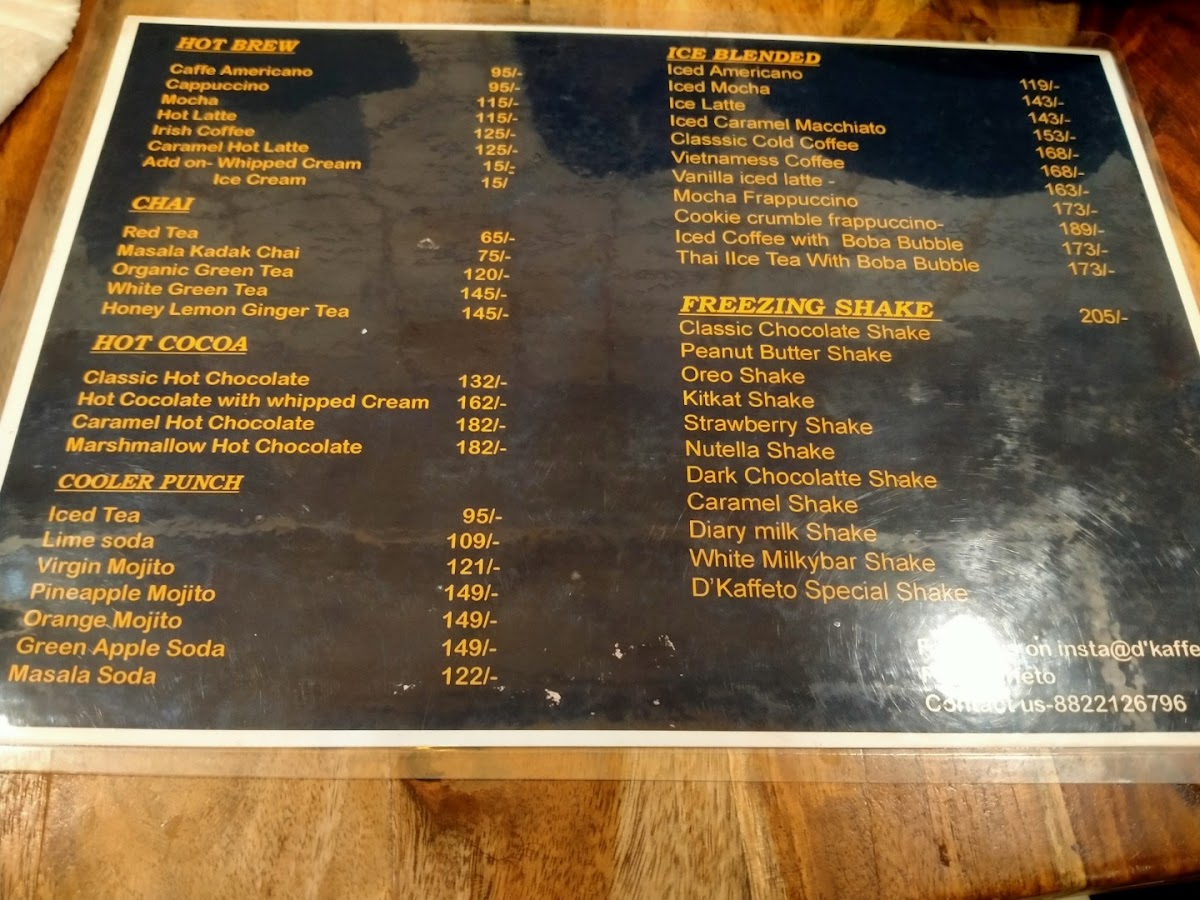 HOT BREW
Caffe Americano 95/-
Cappuccino 95/-
Mocha 115/-
Hot Latte 115/-
Irish Coffee 125/-
Caramel Hot Latte 125/-
Add on- Whipped Cream 15/-
Ice Cream 15/
CHAI
Red Tea 65/-
Masala Kadak Chai 75/-
Organic Green Tea 120/-
White Green Tea 145/-
Honey Lemon Ginger Tea 145/-
HOT COCOA
Classic Hot Chocolate 132/-
Hot Cocolate with whipped Cream 162/-
Caramel Hot Chocolate 182/-
Marshmallow Hot Chocolate 182/-
COOLER PUNCH
Iced Tea 95/-
Lime soda 109/-
Virgin Mojito 121/-
Pineapple Mojito 149/-
Orange Mojito 149/-
Green Apple Soda 149/-
Masala Soda 122/-
ICE BLENDED
Iced Americano 119/-
Iced Mocha 143/-
Ice Latte 143/-
Iced Caramel Macchiato 153/-
Classsic Cold Coffee 168/-
Vietnamess Coffee 168/-
Vanilla iced latte - 163/-
Mocha Frappuccino 173/-
Cookie crumble frappuccino- 189/-
Iced Coffee with Boba Bubble 173/-
Thai IIce Tea With Boba Bubble 173/-
FREEZING SHAKE 205/-
Classic Chocolate Shake
Peanut Butter Shake
Oreo Shake
Kitkat Shake
Strawberry Shake
Nutella Shake
Dark Chocolatte Shake
Caramel Shake
Diary milk Shake
White Milkybar Shake
D'Kaffeto Special Shake
on insta@d'kaffe
Contact us-8822126796